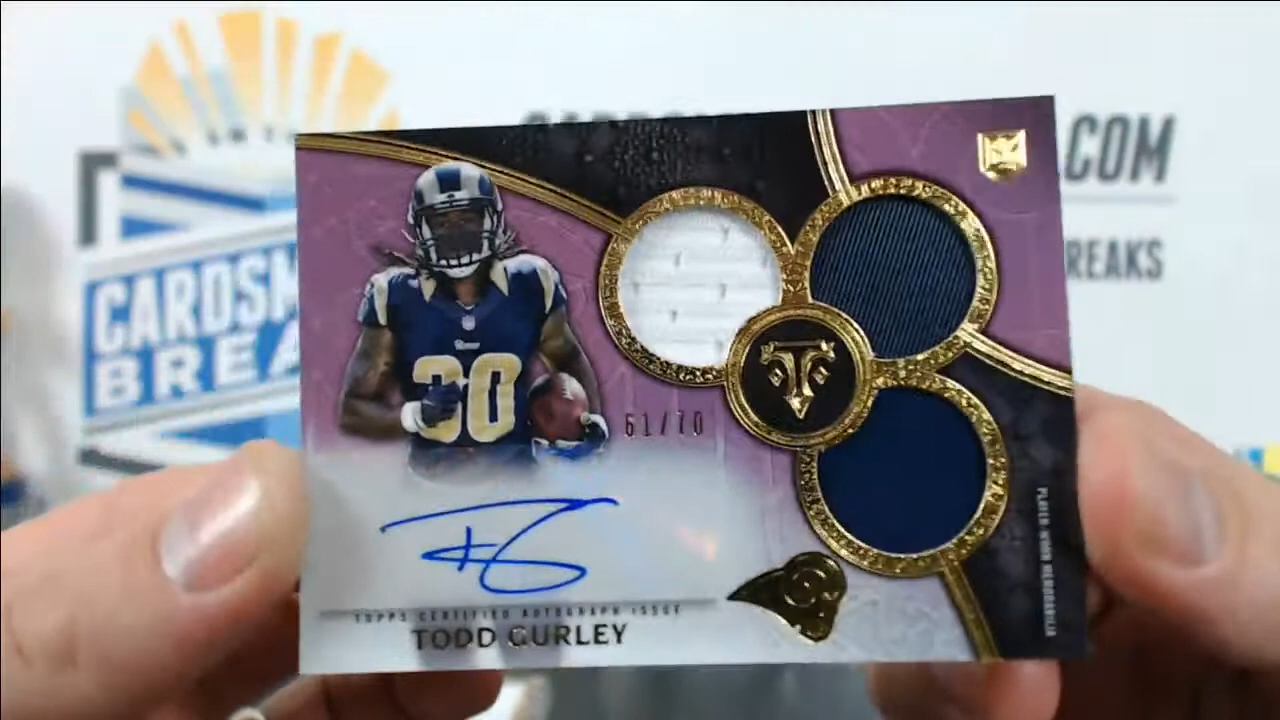 .COM
REAKS
CARDSM
BREA
30
61/70
TOPPS CERTIFIED AUTOGRAPH ISSUE
TODD GURLEY
PLAYER-WORN MEMORABILIA